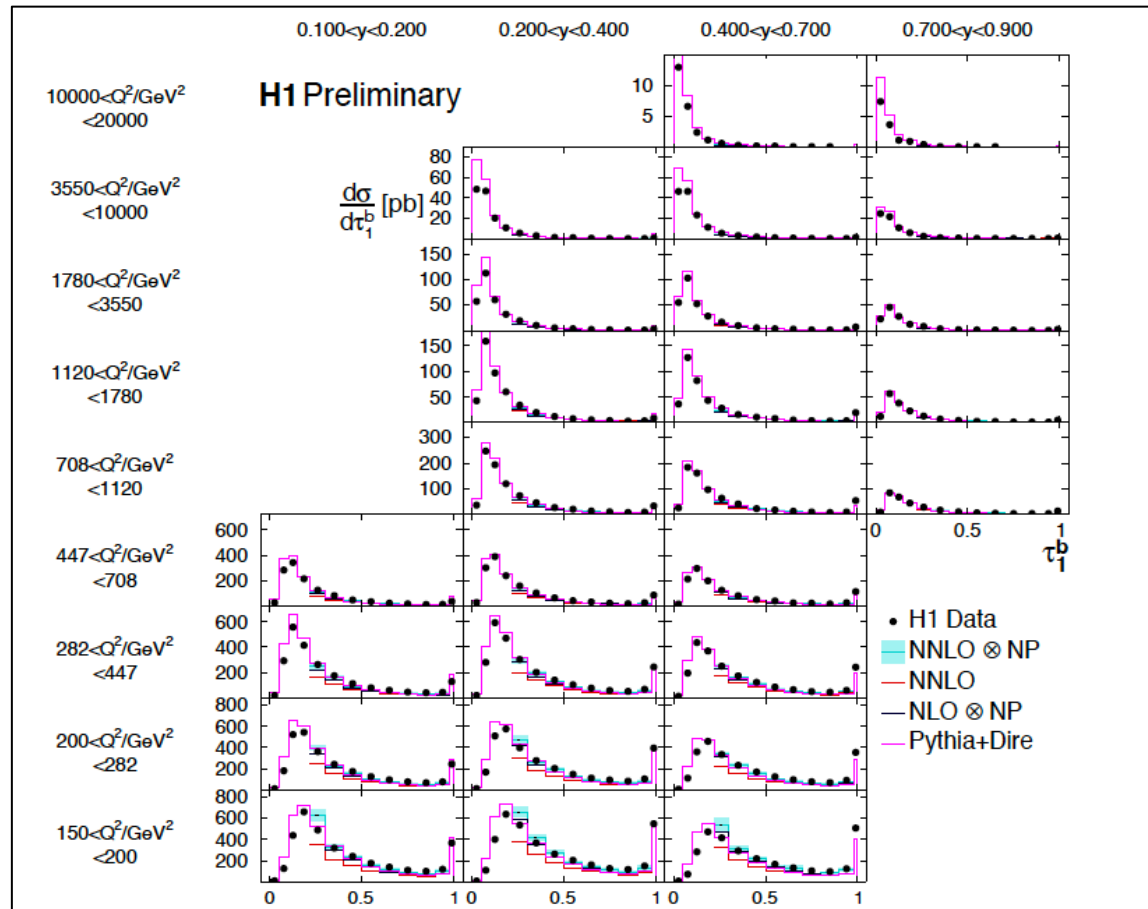 0.100<y<0.200 0.200<y<0.400 0.400<y<0.700 0.700<y<0.900
H1 Preliminary
10000<Q²/GeV²
<20000
10
5
3550<Q²/GeV²
<10000
dσ/dτ₁ᵇ [pb]
80
60
40
20
1780<Q²/GeV²
<3550
150
100
50
1120<Q²/GeV²
<1780
150
100
50
708<Q²/GeV²
<1120
300
200
100
0 0.5 1
τ₁ᵇ
447<Q²/GeV²
<708
600
400
200
282<Q²/GeV²
<447
600
400
200
200<Q²/GeV²
<282
800
600
400
200
150<Q²/GeV²
<200
800
600
400
200
0 0.5 1 0 0.5 1 0 0.5 1
H1 Data
NNLO ⊗ NP
NNLO
NLO ⊗ NP
Pythia+Dire